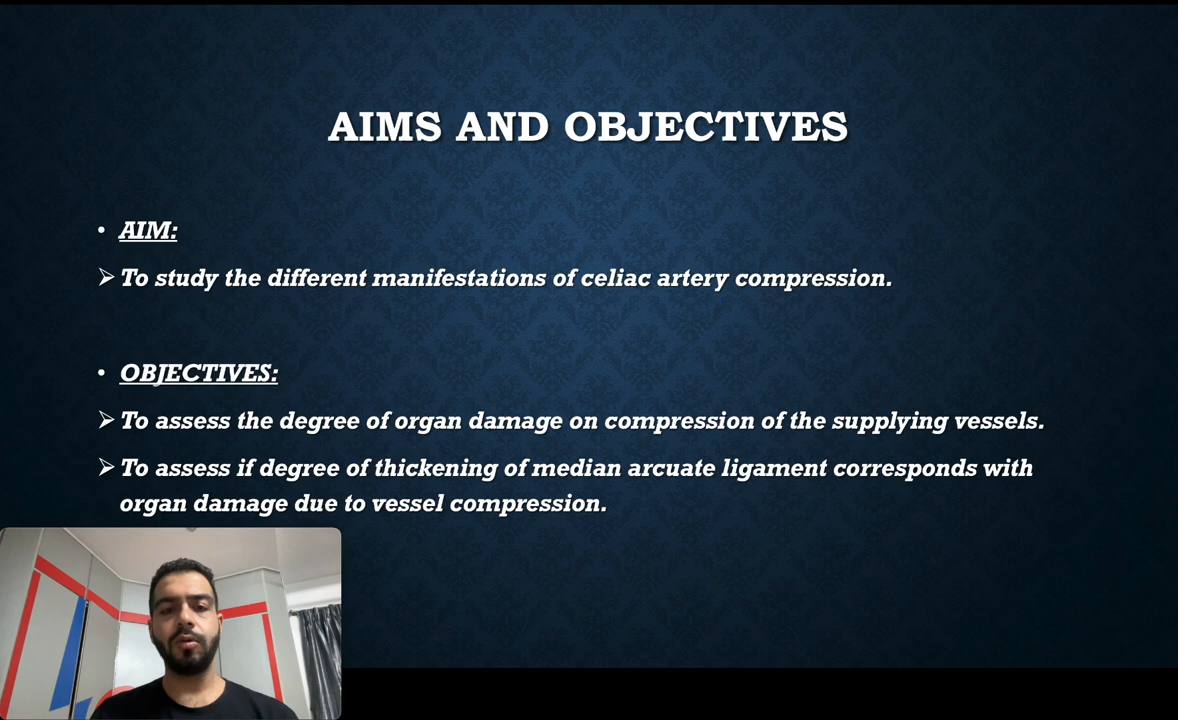 AIMS AND OBJECTIVES
• AIM:
➢ To study the different manifestations of celiac artery compression.
• OBJECTIVES:
➢ To assess the degree of organ damage on compression of the supplying vessels.
➢ To assess if degree of thickening of median arcuate ligament corresponds with
organ damage due to vessel compression.